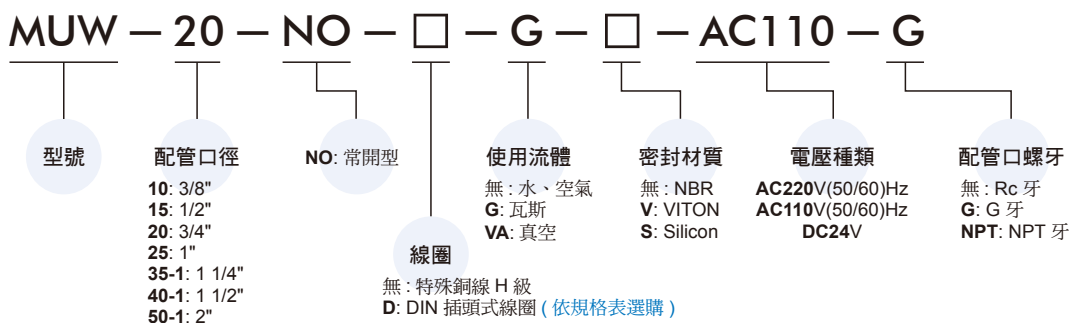 MUW — 20 — NO — □ — G — □ — AC110 — G
型號
配管口徑
10: 3/8"
15: 1/2"
20: 3/4"
25: 1"
35-1: 1 1/4"
40-1: 1 1/2"
50-1: 2"
NO: 常開型
線圈
無 : 特殊銅線 H 級
D: DIN 插頭式線圈 ( 依規格表選購 )
使用流體
無 : 水、空氣
G: 瓦斯
VA: 真空
密封材質
無 : NBR
V: VITON
S: Silicon
電壓種類
AC220V(50/60)Hz
AC110V(50/60)Hz
DC24V
配管口螺牙
無 : Rc 牙
G: G 牙
NPT: NPT 牙